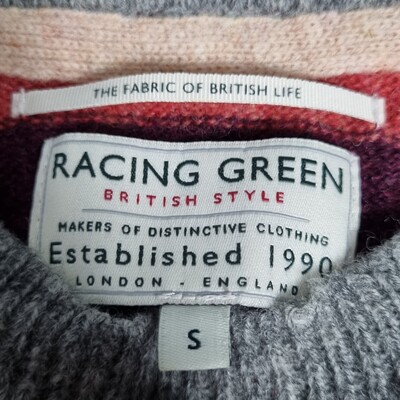 THE FABRIC OF BRITISH LIFE
RACING GREEN
BRITISH STYLE
MAKERS OF DISTINCTIVE CLOTHING
Established 1990
LONDON - ENGLAND
S